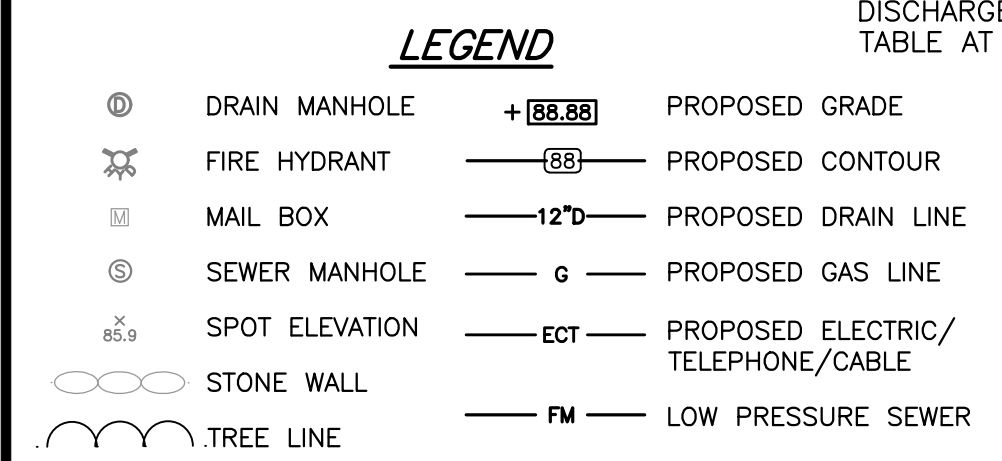 DISCHARGE
TABLE AT
LEGEND
D DRAIN MANHOLE
FIRE HYDRANT
M MAIL BOX
S SEWER MANHOLE
× 85.9 SPOT ELEVATION
STONE WALL
TREE LINE
+ 88.88 PROPOSED GRADE
88 PROPOSED CONTOUR
12"D PROPOSED DRAIN LINE
G PROPOSED GAS LINE
ECT PROPOSED ELECTRIC/
TELEPHONE/CABLE
FM LOW PRESSURE SEWER